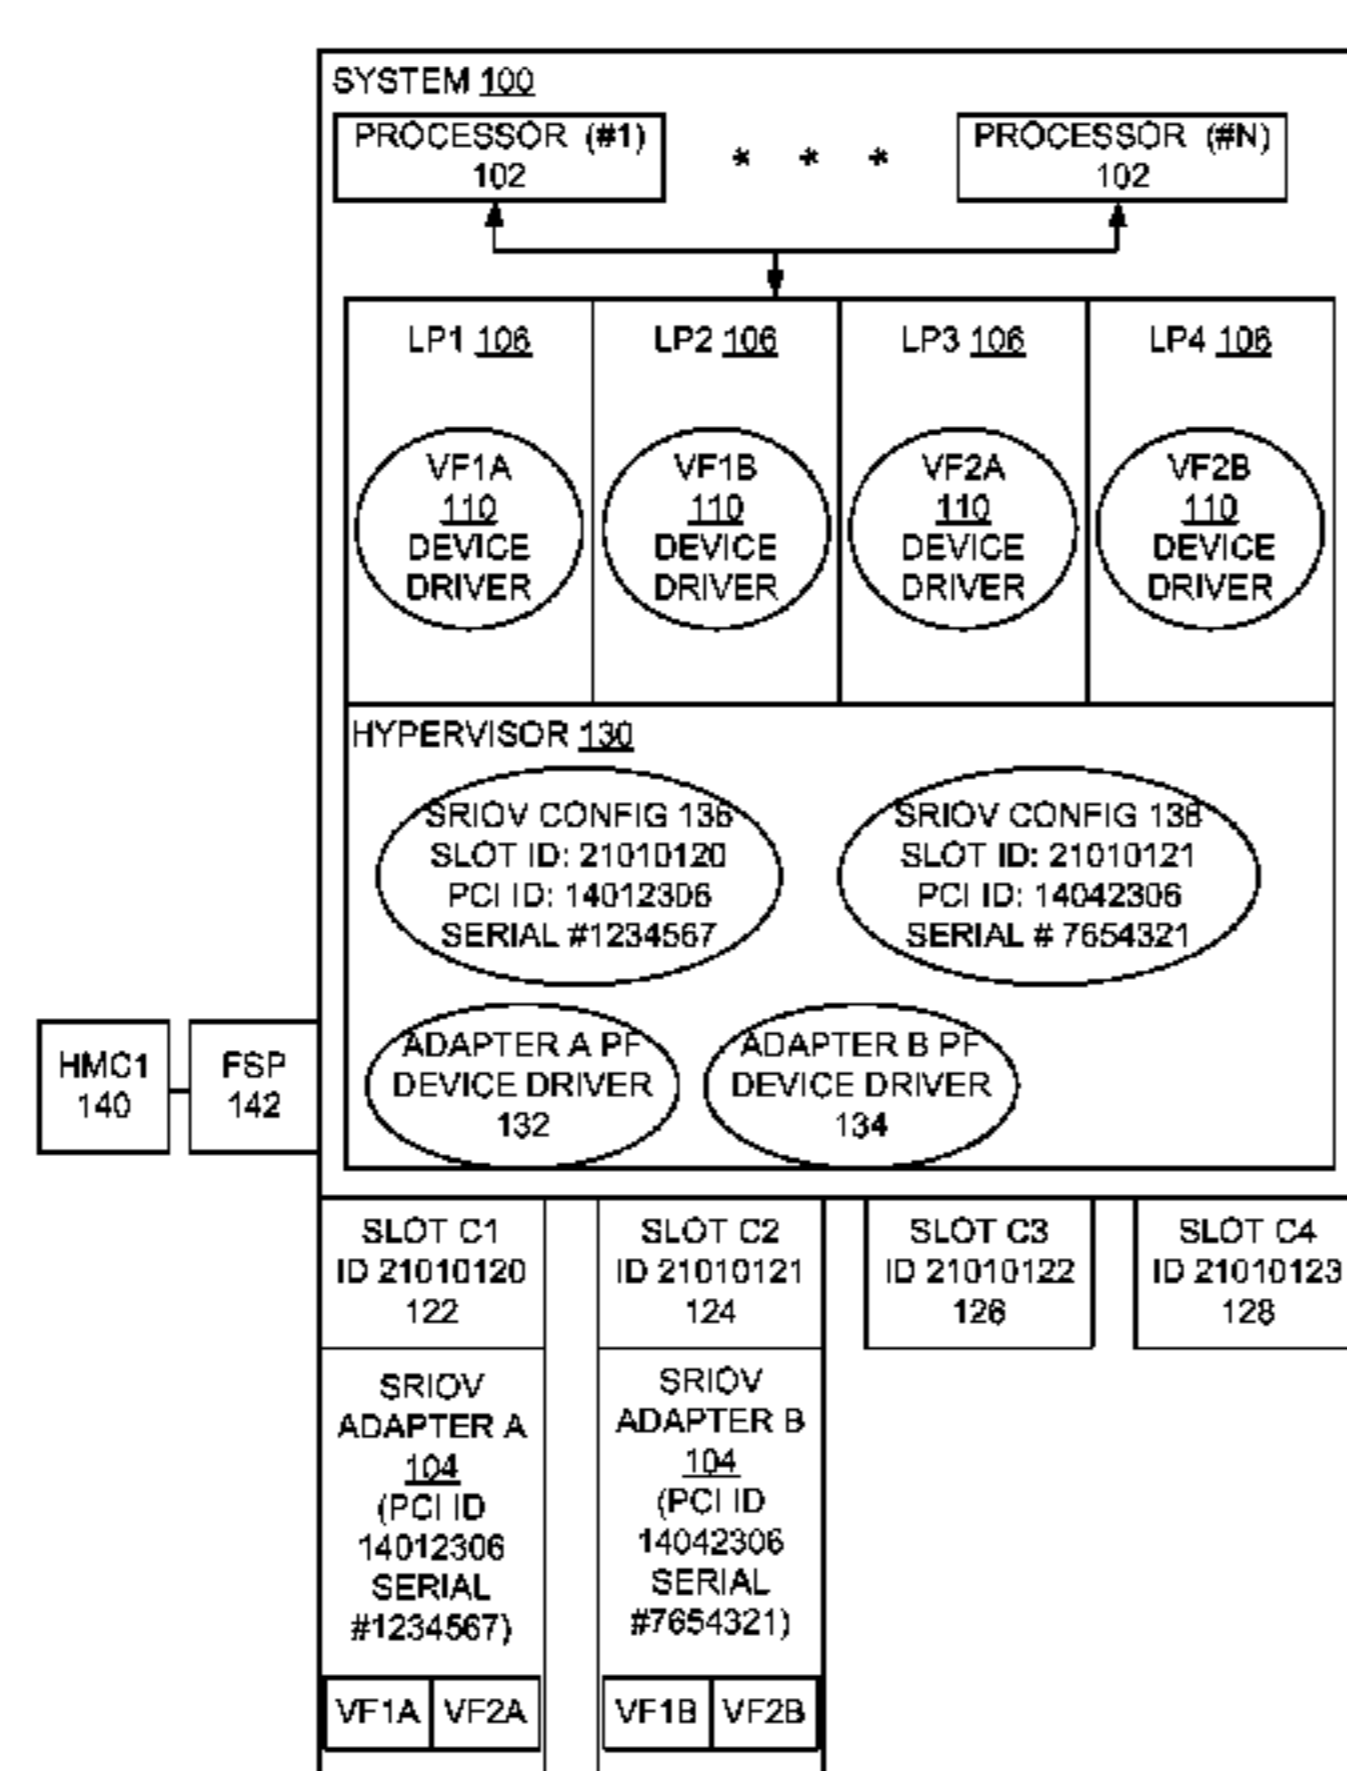 SYSTEM 100
PROCESSOR (#1)
102
* * *
PROCESSOR (#N)
102
LP1 106
LP2 106
LP3 106
LP4 106
VF1A
110
DEVICE
DRIVER
VF1B
110
DEVICE
DRIVER
VF2A
110
DEVICE
DRIVER
VF2B
110
DEVICE
DRIVER
HYPERVISOR 130
SRIOV CONFIG 136
SLOT ID: 21010120
PCI ID: 14012306
SERIAL #1234567
SRIOV CONFIG 138
SLOT ID: 21010121
PCI ID: 14042306
SERIAL # 7654321
HMC1
140
FSP
142
ADAPTER A PF
DEVICE DRIVER
132
ADAPTER B PF
DEVICE DRIVER
134
SLOT C1
ID 21010120
122
SLOT C2
ID 21010121
124
SLOT C3
ID 21010122
126
SLOT C4
ID 21010123
128
SRIOV
ADAPTER A
104
(PCI ID
14012306
SERIAL
#1234567)
SRIOV
ADAPTER B
104
(PCI ID
14042306
SERIAL
#7654321)
VF1A
VF2A
VF1B
VF2B